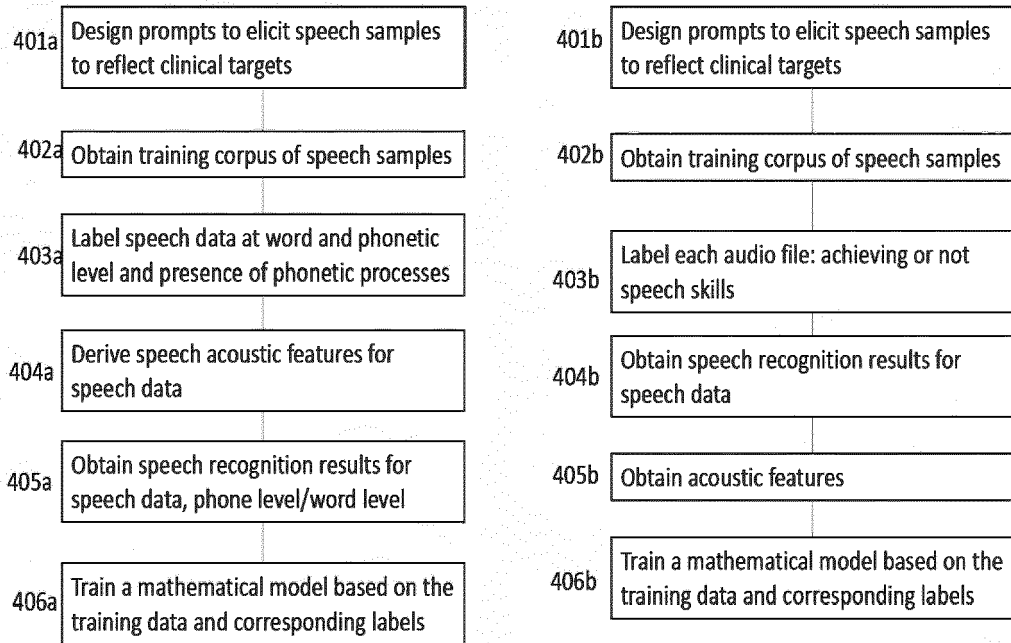 401a
Design prompts to elicit speech samples
to reflect clinical targets
402a
Obtain training corpus of speech samples
403a
Label speech data at word and phonetic
level and presence of phonetic processes
404a
Derive speech acoustic features for
speech data
405a
Obtain speech recognition results for
speech data, phone level/word level
406a
Train a mathematical model based on the
training data and corresponding labels
401b
Design prompts to elicit speech samples
to reflect clinical targets
402b
Obtain training corpus of speech samples
403b
Label each audio file: achieving or not
speech skills
404b
Obtain speech recognition results for
speech data
405b
Obtain acoustic features
406b
Train a mathematical model based on the
training data and corresponding labels